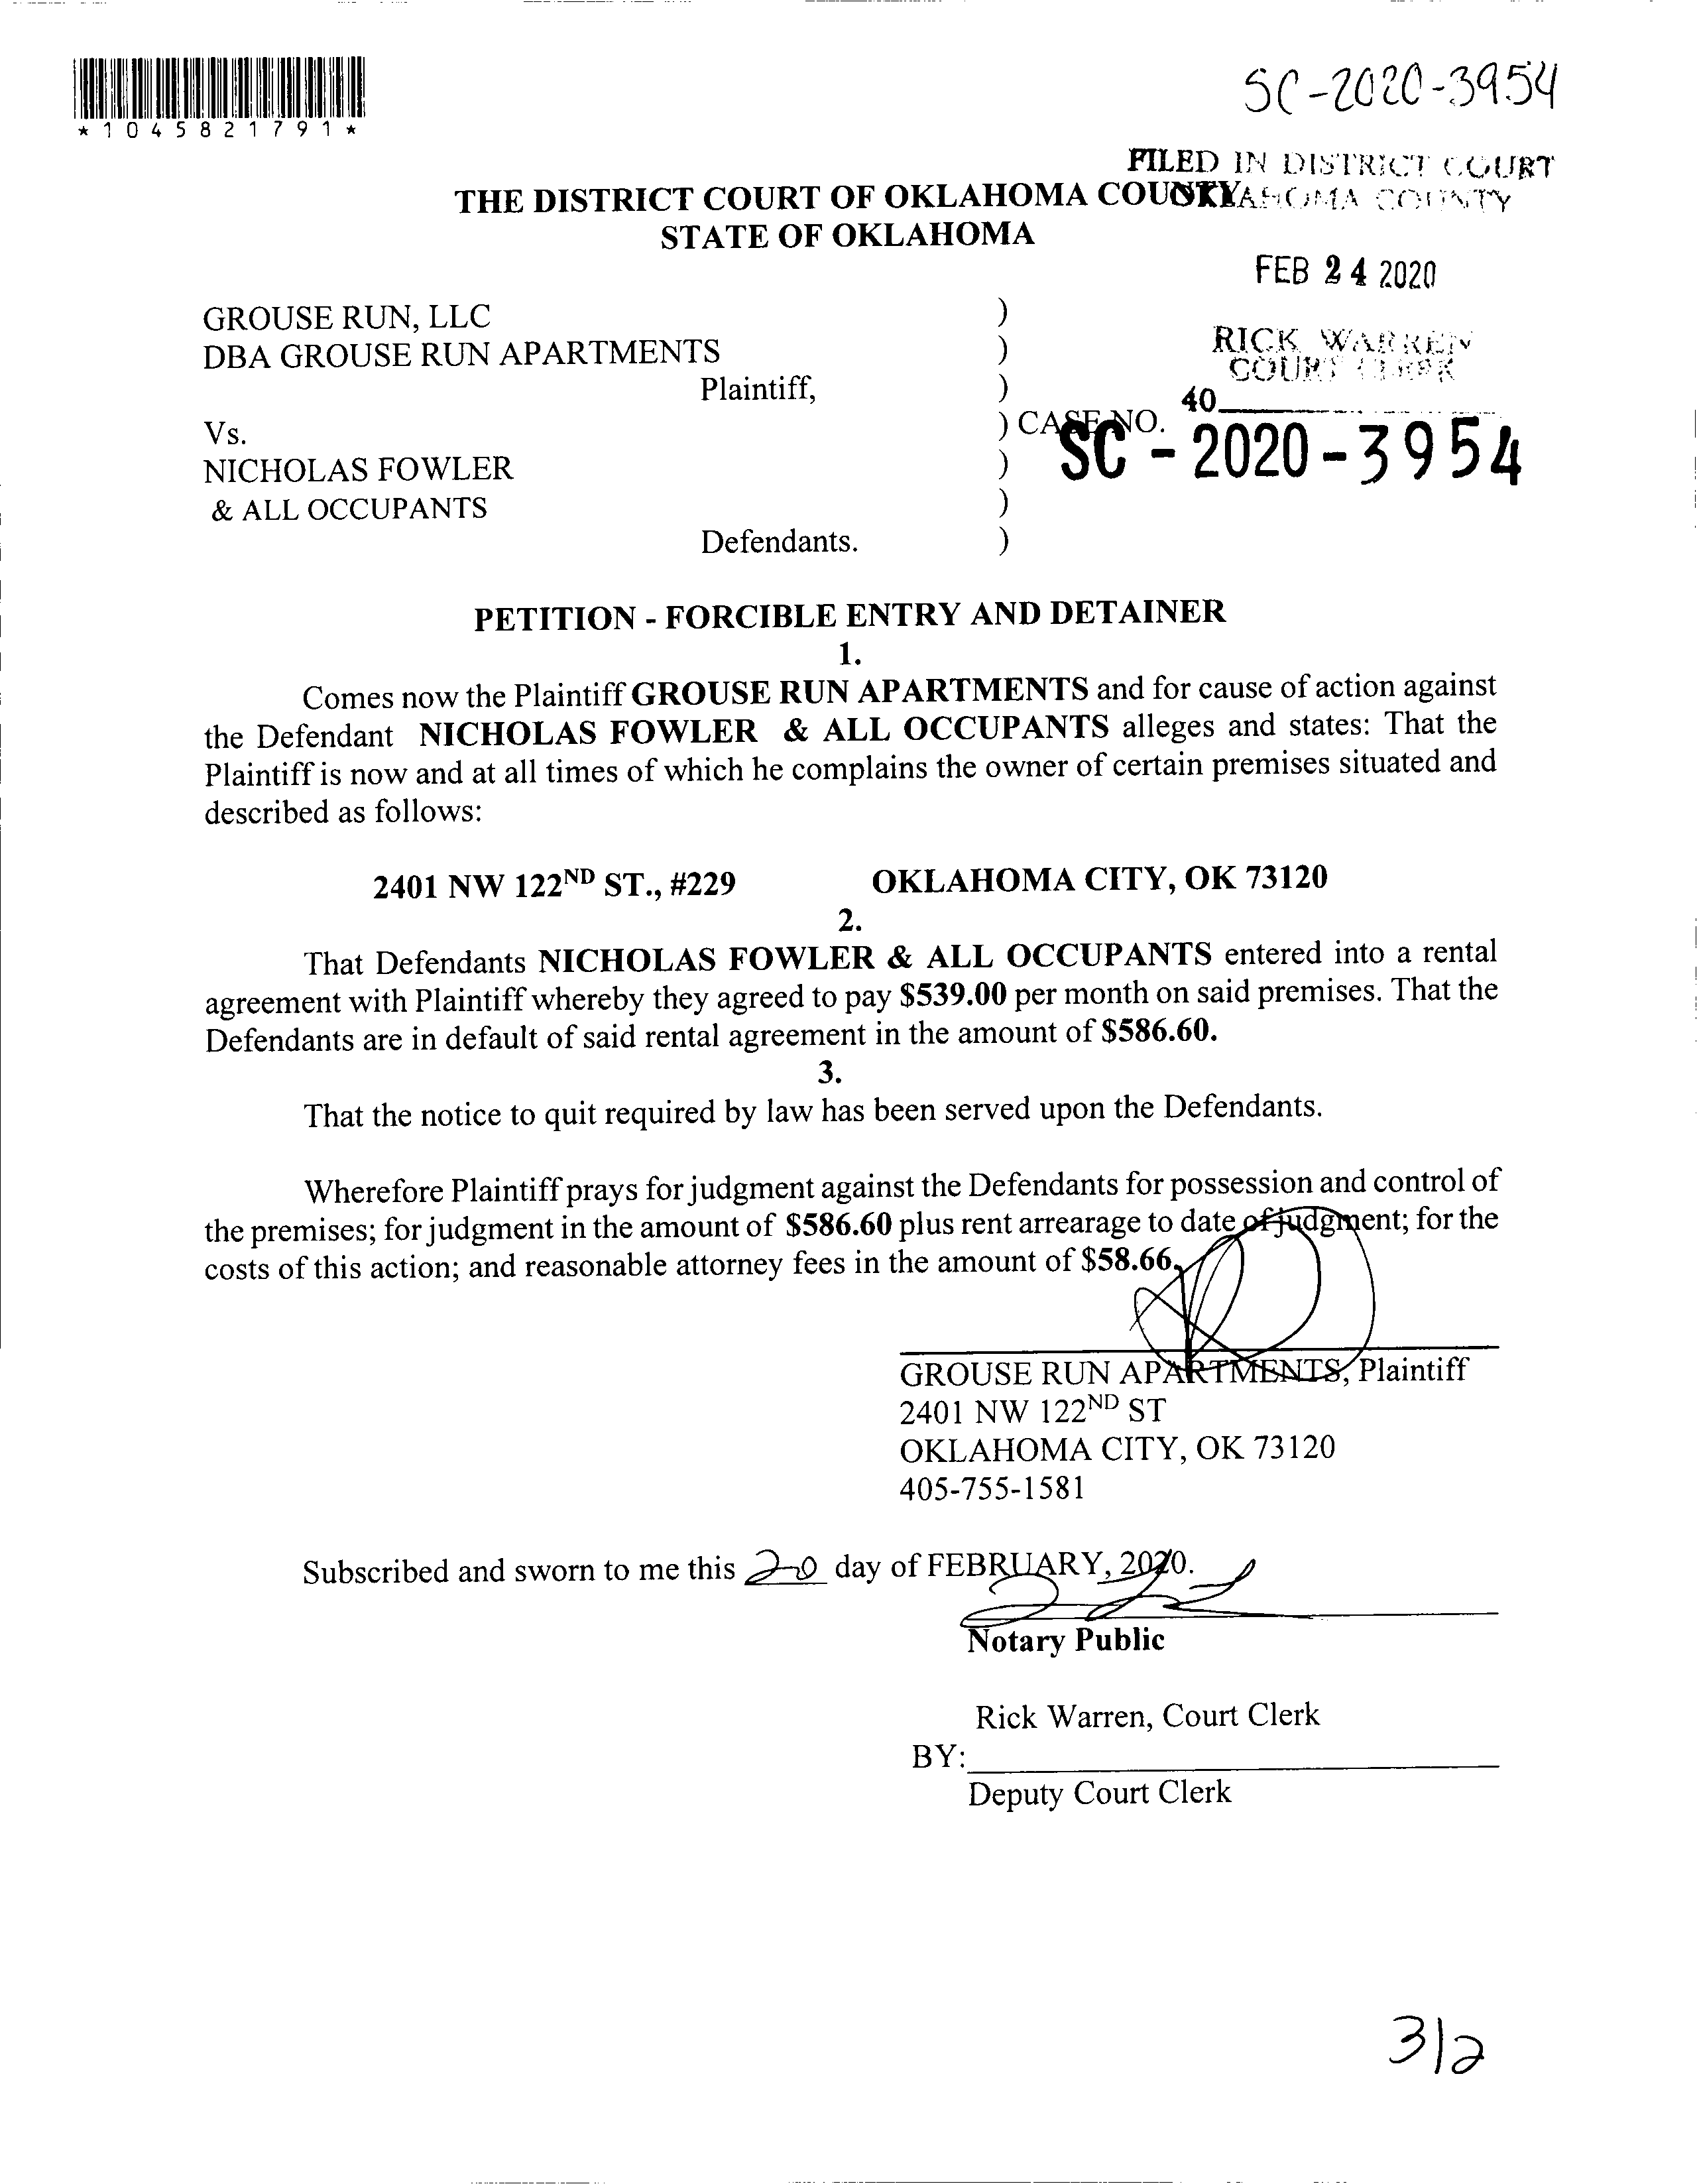 *1045821791*
SC-2020-3954
FILED IN DISTRICT COURT
OKLAHOMA COUNTY
THE DISTRICT COURT OF OKLAHOMA COUNTY
STATE OF OKLAHOMA
FEB 24 2020
GROUSE RUN, LLC )
DBA GROUSE RUN APARTMENTS )
RICK WARREN
COURT CLERK
Plaintiff, )
40
Vs. ) CASE NO.
SC - 2020 - 3954
NICHOLAS FOWLER )
& ALL OCCUPANTS )
Defendants. )
PETITION - FORCIBLE ENTRY AND DETAINER
1.
Comes now the Plaintiff GROUSE RUN APARTMENTS and for cause of action against
the Defendant NICHOLAS FOWLER & ALL OCCUPANTS alleges and states: That the
Plaintiff is now and at all times of which he complains the owner of certain premises situated and
described as follows:
2401 NW 122ND ST., #229 OKLAHOMA CITY, OK 73120
2.
That Defendants NICHOLAS FOWLER & ALL OCCUPANTS entered into a rental
agreement with Plaintiff whereby they agreed to pay $539.00 per month on said premises. That the
Defendants are in default of said rental agreement in the amount of $586.60.
3.
That the notice to quit required by law has been served upon the Defendants.
Wherefore Plaintiff prays for judgment against the Defendants for possession and control of
the premises; for judgment in the amount of $586.60 plus rent arrearage to date of judgment; for the
costs of this action; and reasonable attorney fees in the amount of $58.66.
GROUSE RUN APARTMENTS, Plaintiff
2401 NW 122ND ST
OKLAHOMA CITY, OK 73120
405-755-1581
Subscribed and sworn to me this 20 day of FEBRUARY, 2020.
Notary Public
Rick Warren, Court Clerk
BY:
Deputy Court Clerk
3/2